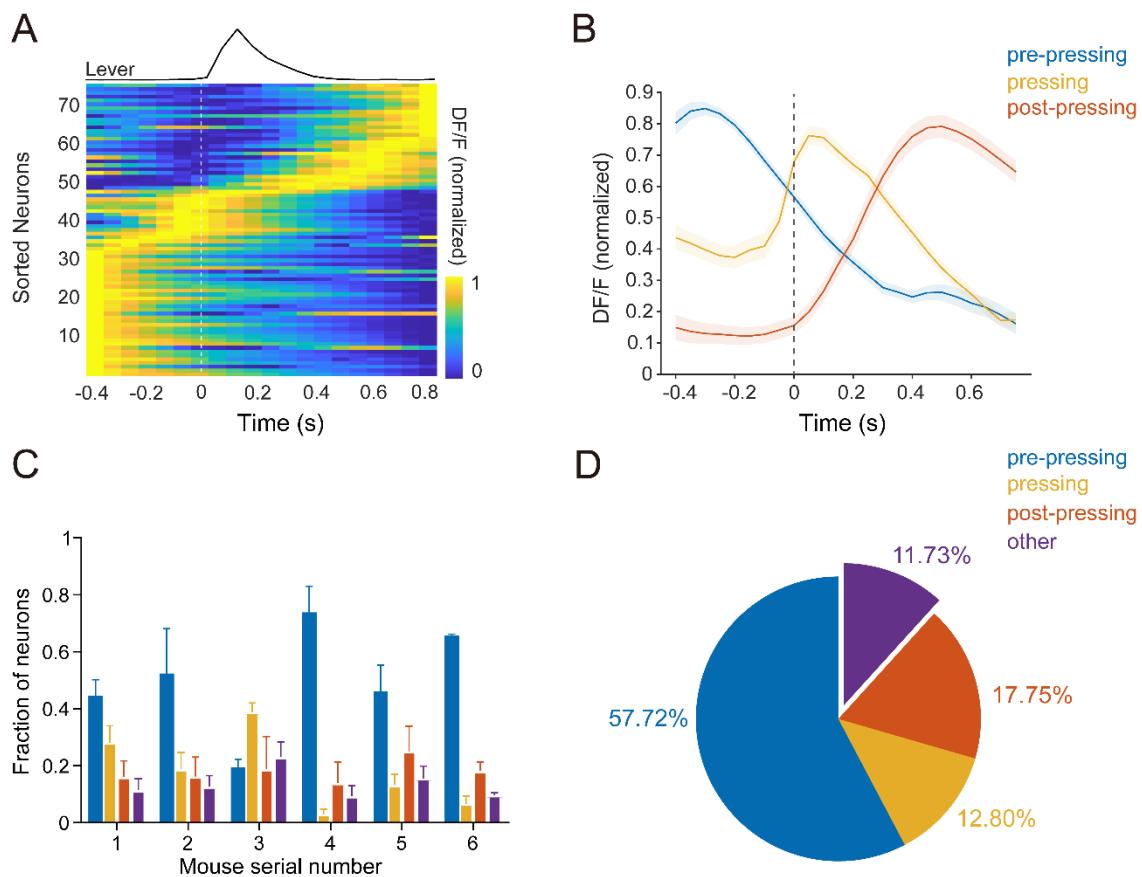 A
Lever
70
60
50
40
30
20
10
Sorted Neurons
-0.4 -0.2 0 0.2 0.4 0.6 0.8
Time (s)
DF/F (normalized)
1
0
B
pre-pressing
pressing
post-pressing
0.9
0.8
0.7
0.6
0.5
0.4
0.3
0.2
0.1
0
DF/F (normalized)
-0.4 -0.2 0 0.2 0.4 0.6
Time (s)
C
1
0.8
0.6
0.4
0.2
0
Fraction of neurons
1 2 3 4 5 6
Mouse serial number
D
pre-pressing
pressing
post-pressing
other
11.73%
17.75%
12.80%
57.72%